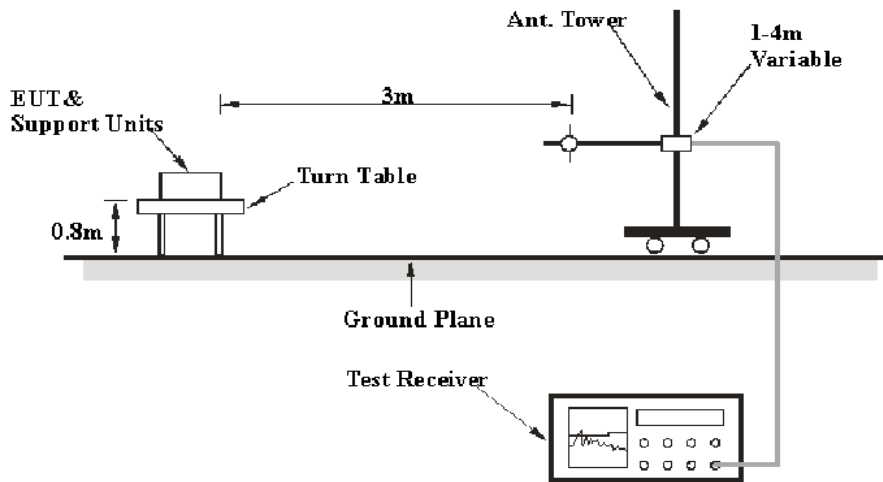 Ant. Tower
1-4m
Variable
3m
EUT &
Support Units
Turn Table
0.8m
Ground Plane
Test Receiver